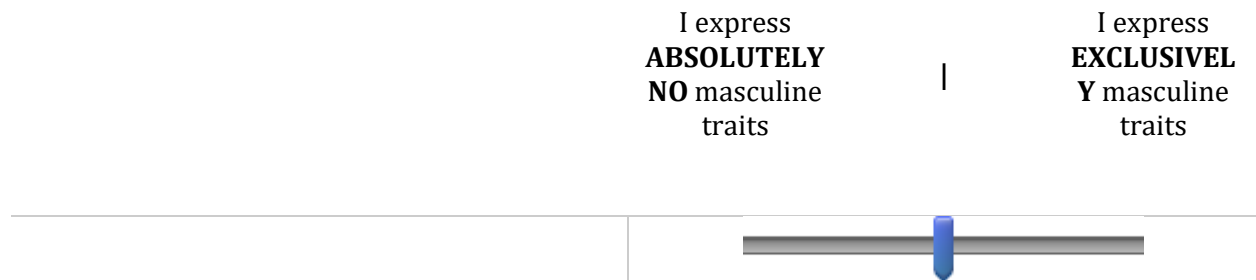 I express
ABSOLUTELY
NO masculine
traits
|
I express
EXCLUSIVEL
Y masculine
traits